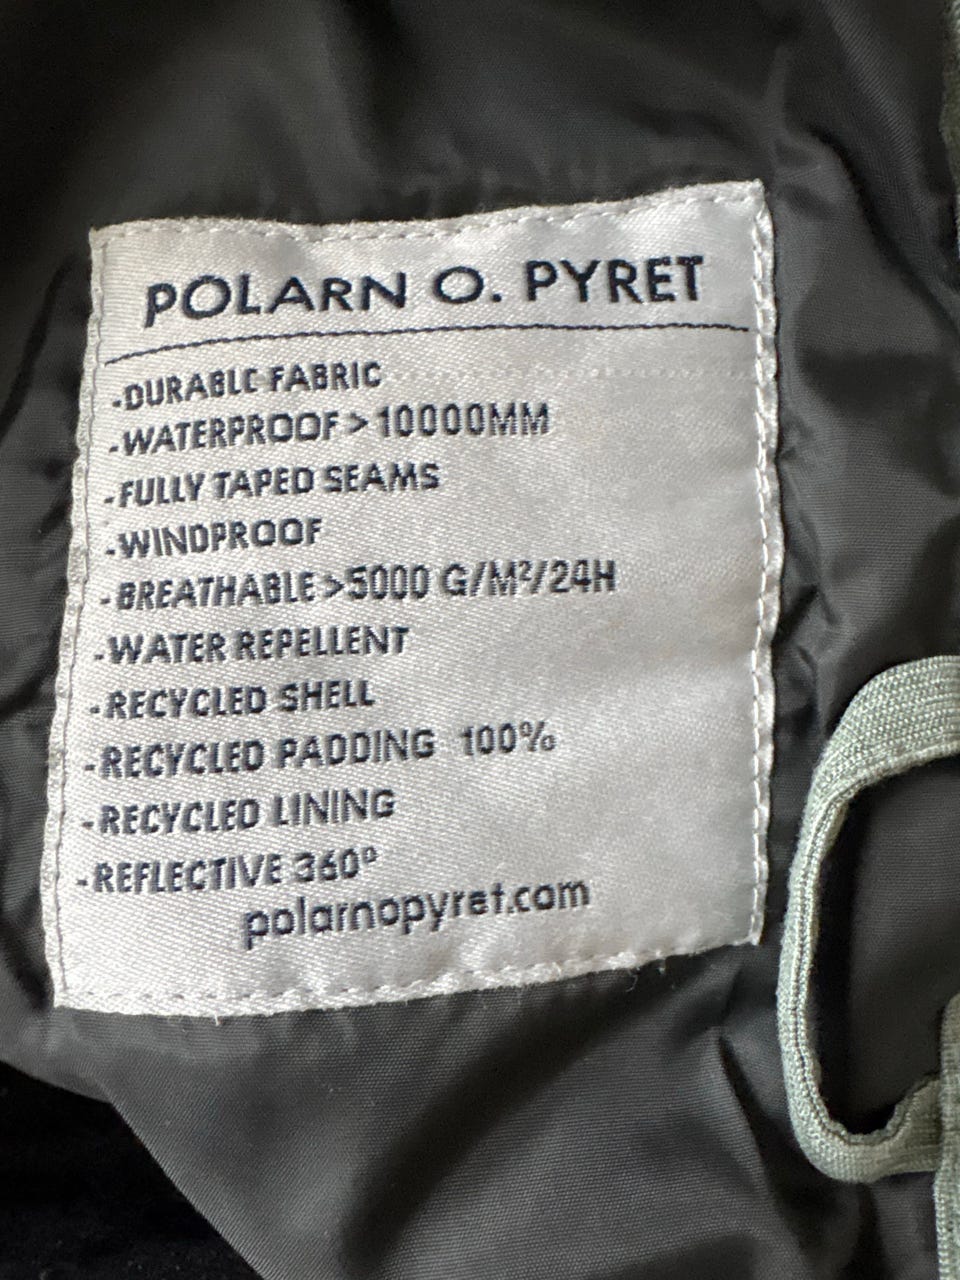 POLARN O. PYRET
-DURABLE FABRIC
-WATERPROOF > 10000MM
-FULLY TAPED SEAMS
-WINDPROOF
-BREATHABLE >5000 G/M²/24H
-WATER REPELLENT
-RECYCLED SHELL
-RECYCLED PADDING 100%
-RECYCLED LINING
-REFLECTIVE 360°
polarnopyret.com